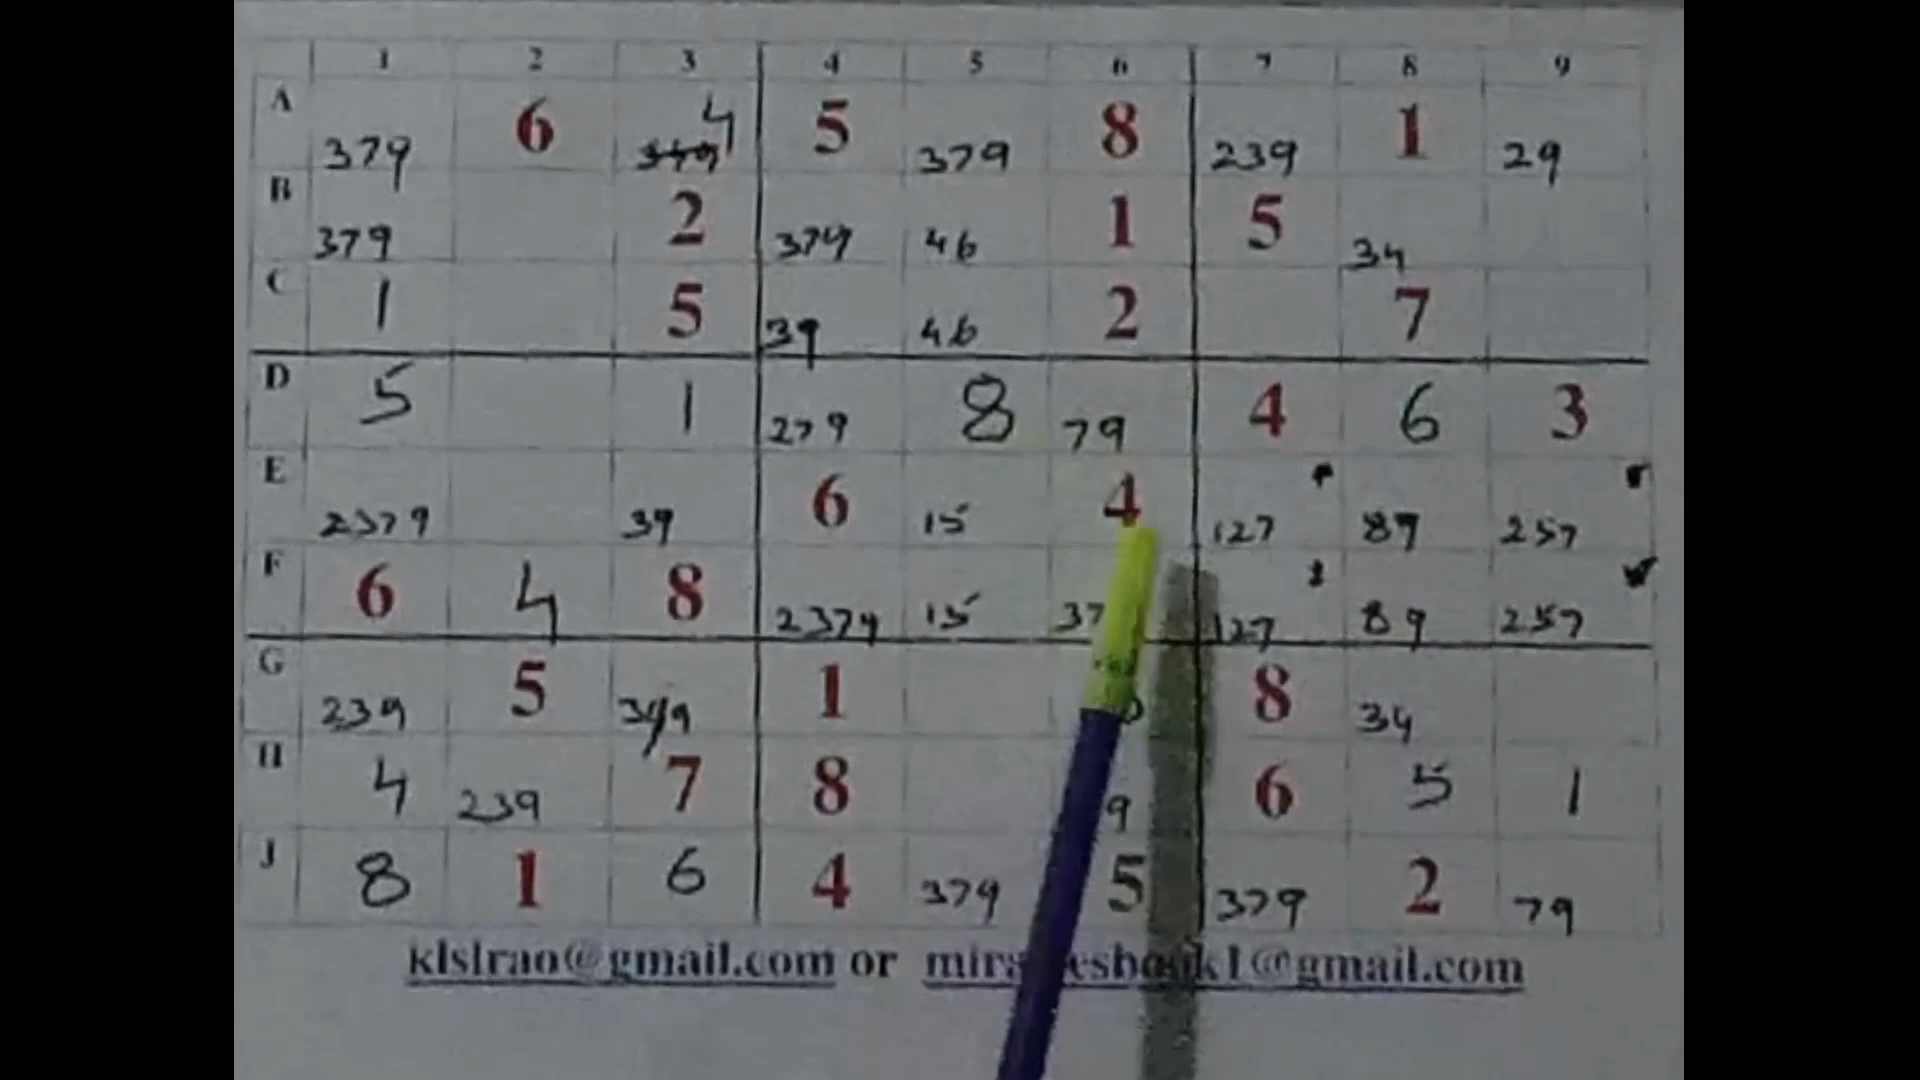 1 2 3 4 5 6 7 8 9
A 379 6 379 4 5 379 8 239 1 29
B 379 2 379 46 1 5 34
C 1 5 39 46 2 7
D 5 1 279 8 79 4 6 3
E 2379 39 6 15 4 127 89 257
F 6 4 8 2379 15 37 127 89 257
G 239 5 349 1 8 34
H 4 239 7 8 9 6 5 1
J 8 1 6 4 379 5 379 2 79
klslrao@gmail.com or